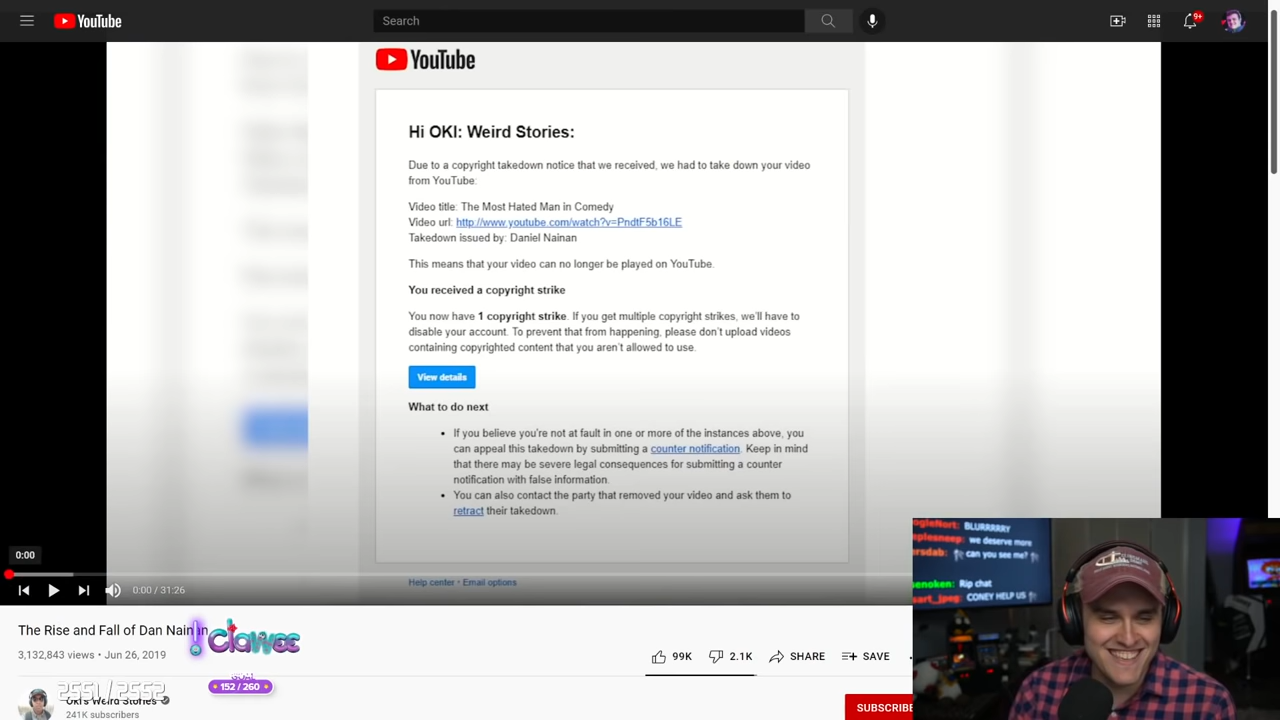 YouTube
Search
9+
YouTube
Hi OKI: Weird Stories:
Due to a copyright takedown notice that we received, we had to take down your video
from YouTube:
Video title: The Most Hated Man in Comedy
Video url: http://www.youtube.com/watch?v=PndtF5b16LE
Takedown issued by: Daniel Nainan
This means that your video can no longer be played on YouTube.
You received a copyright strike
You now have 1 copyright strike. If you get multiple copyright strikes, we'll have to
disable your account. To prevent that from happening, please don't upload videos
containing copyrighted content that you aren't allowed to use.
View details
What to do next
• If you believe you're not at fault in one or more of the instances above, you
can appeal this takedown by submitting a counter notification. Keep in mind
that there may be severe legal consequences for submitting a counter
notification with false information.
• You can also contact the party that removed your video and ask them to
retract their takedown.
Help center • Email options
0:00
0:00 / 31:26
BLURRRRY
we deserve more
can you see me?
Rip chat
CONEY HELP US
The Rise and Fall of Dan Nainan
!Clawee
3,132,843 views • Jun 26, 2019
99K
2.1K
SHARE
SAVE
GOAL
152 / 260
2551 / 2552
Oki's Weird Stories
241K subscribers
SUBSCRIBE